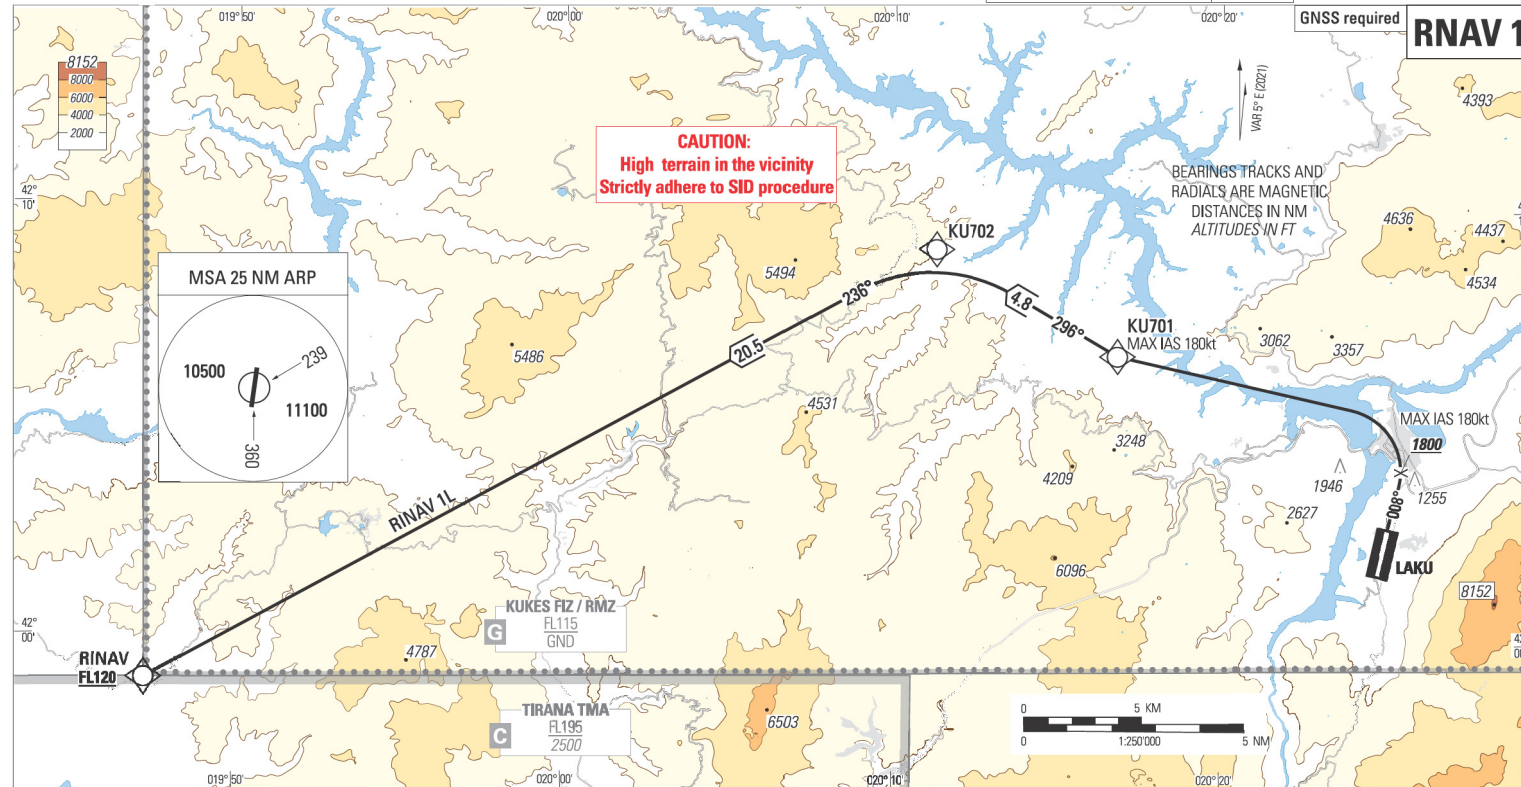 019° 50'
020° 00'
020° 10'
020° 20'
GNSS required
RNAV 1
8152
8000
6000
4000
2000
VAR 5° E (2021)
4393
CAUTION:
High terrain in the vicinity
Strictly adhere to SID procedure
BEARINGS TRACKS AND
RADIALS ARE MAGNETIC
DISTANCES IN NM
ALTITUDES IN FT
42°
10'
4636
4437
4534
KU702
5494
MSA 25 NM ARP
239
10500
11100
360
236°
4.8
296°
KU701
MAX IAS 180kt
3062
3357
20.5
5486
4531
MAX IAS 180kt
1800
3248
4209
1946
1255
2627
008°
RINAV 1L
LAKU
6096
8152
KUKES FIZ / RMZ
FL115
GND
G
42°
00'
RINAV
FL120
4787
TIRANA TMA
FL195
2500
C
6503
0 5 KM
0 1:250'000 5 NM
019° 50'
020° 00'
020° 10'
020° 20'